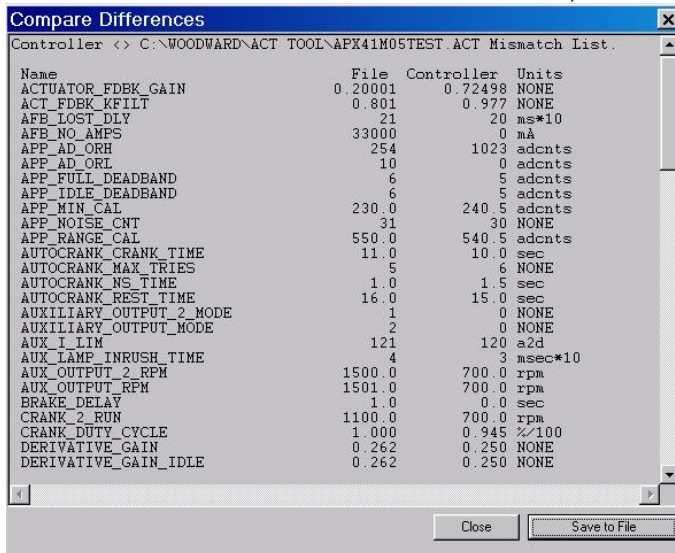 Compare Differences
Controller <> C:\WOODWARD\ACT TOOL\APX41M05TEST.ACT Mismatch List.
Name File Controller Units
ACTUATOR_FDBK_GAIN 0.20001 0.72498 NONE
ACT_FDBK_KFILT 0.801 0.977 NONE
AFB_LOST_DLY 21 20 ms*10
AFB_NO_AMPS 33000 0 mA
APP_AD_ORH 254 1023 adcnts
APP_AD_ORL 10 0 adcnts
APP_FULL_DEADBAND 6 5 adcnts
APP_IDLE_DEADBAND 6 5 adcnts
APP_MIN_CAL 230.0 240.5 adcnts
APP_NOISE_CNT 31 30 NONE
APP_RANGE_CAL 550.0 540.5 adcnts
AUTOCRANK_CRANK_TIME 11.0 10.0 sec
AUTOCRANK_MAX_TRIES 5 6 NONE
AUTOCRANK_NS_TIME 1.0 1.5 sec
AUTOCRANK_REST_TIME 16.0 15.0 sec
AUXILIARY_OUTPUT_2_MODE 1 0 NONE
AUXILIARY_OUTPUT_MODE 2 0 NONE
AUX_I_LIM 121 120 a2d
AUX_LAMP_INRUSH_TIME 4 3 msec*10
AUX_OUTPUT_2_RPM 1500.0 700.0 rpm
AUX_OUTPUT_RPM 1501.0 700.0 rpm
BRAKE_DELAY 1.0 0.0 sec
CRANK_2_RUN 1100.0 700.0 rpm
CRANK_DUTY_CYCLE 1.000 0.945 %/100
DERIVATIVE_GAIN 0.262 0.250 NONE
DERIVATIVE_GAIN_IDLE 0.262 0.250 NONE
Close Save to File